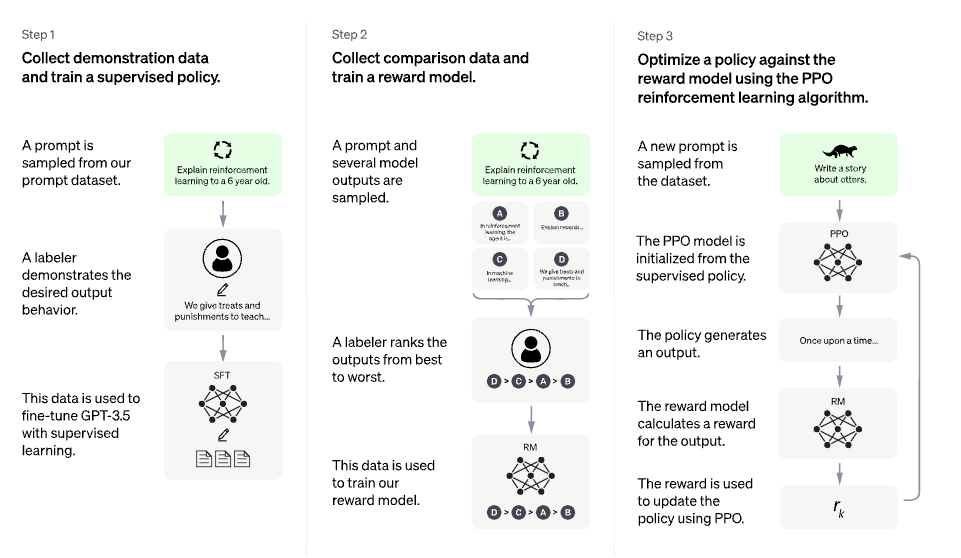 Step 1
Collect demonstration data
and train a supervised policy.
A prompt is
sampled from our
prompt dataset.
Explain reinforcement
learning to a 6 year old.
A labeler
demonstrates the
desired output
behavior.
We give treats and
punishments to teach...
This data is used to
fine-tune GPT-3.5
with supervised
learning.
SFT
Step 2
Collect comparison data and
train a reward model.
A prompt and
several model
outputs are
sampled.
Explain reinforcement
learning to a 6 year old.
A
In reinforcement
learning, the
agent is...
B
Explain rewards...
C
In machine
learning...
D
We give treats and
punishments to
teach...
A labeler ranks the
outputs from best
to worst.
D > C > A > B
This data is used
to train our
reward model.
RM
D > C > A > B
Step 3
Optimize a policy against the
reward model using the PPO
reinforcement learning algorithm.
A new prompt is
sampled from
the dataset.
Write a story
about otters.
The PPO model is
initialized from the
supervised policy.
PPO
The policy generates
an output.
Once upon a time...
The reward model
calculates a reward
for the output.
RM
The reward is used
to update the
policy using PPO.
rk